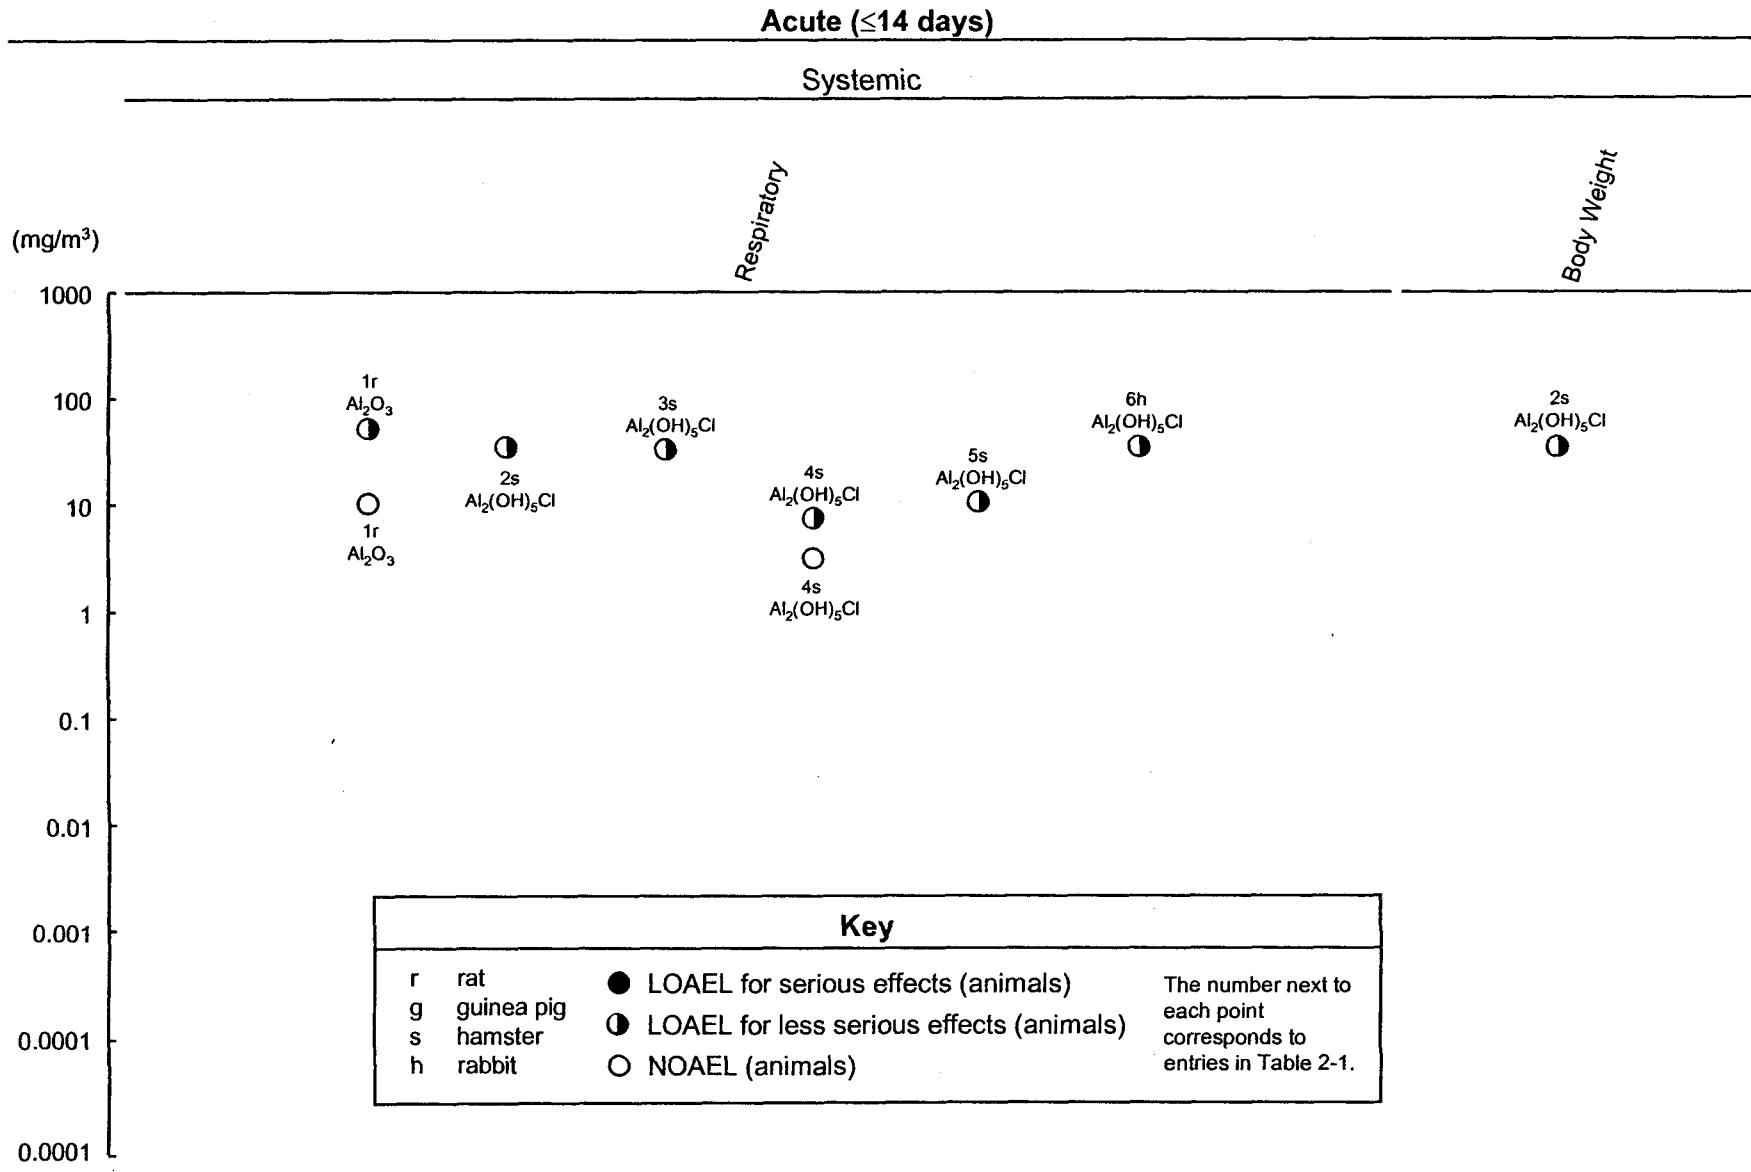 Acute (≤14 days)
Systemic
Respiratory
Body Weight
(mg/m³)
1000
100
10
1
0.1
0.01
0.001
0.0001
0.0001
1r
Al₂O₃
1r
Al₂O₃
2s
Al₂(OH)₅Cl
3s
Al₂(OH)₅Cl
4s
Al₂(OH)₅Cl
4s
Al₂(OH)₅Cl
5s
Al₂(OH)₅Cl
6h
Al₂(OH)₅Cl
2s
Al₂(OH)₅Cl
Key
r rat
g guinea pig
s hamster
h rabbit
● LOAEL for serious effects (animals)
◑ LOAEL for less serious effects (animals)
○ NOAEL (animals)
The number next to
each point
corresponds to
entries in Table 2-1.